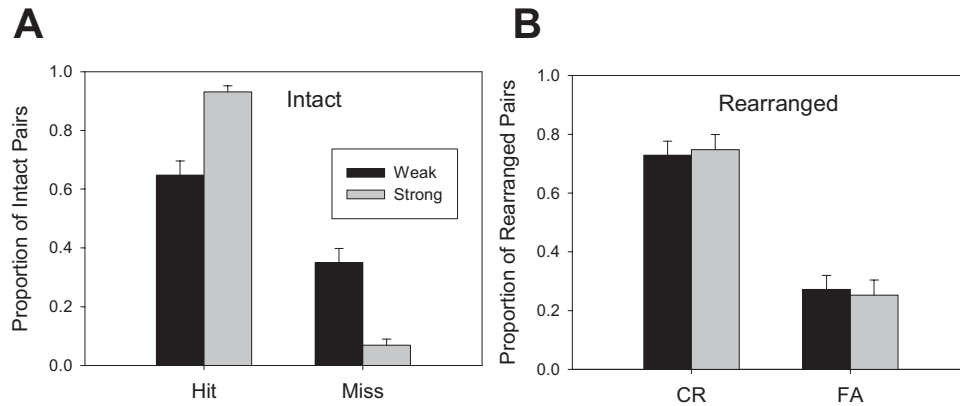 A
Proportion of Intact Pairs
1.0
0.8
0.6
0.4
0.2
0.0
Intact
Weak
Strong
Hit
Miss
B
Proportion of Rearranged Pairs
1.0
0.8
0.6
0.4
0.2
0.0
Rearranged
CR
FA